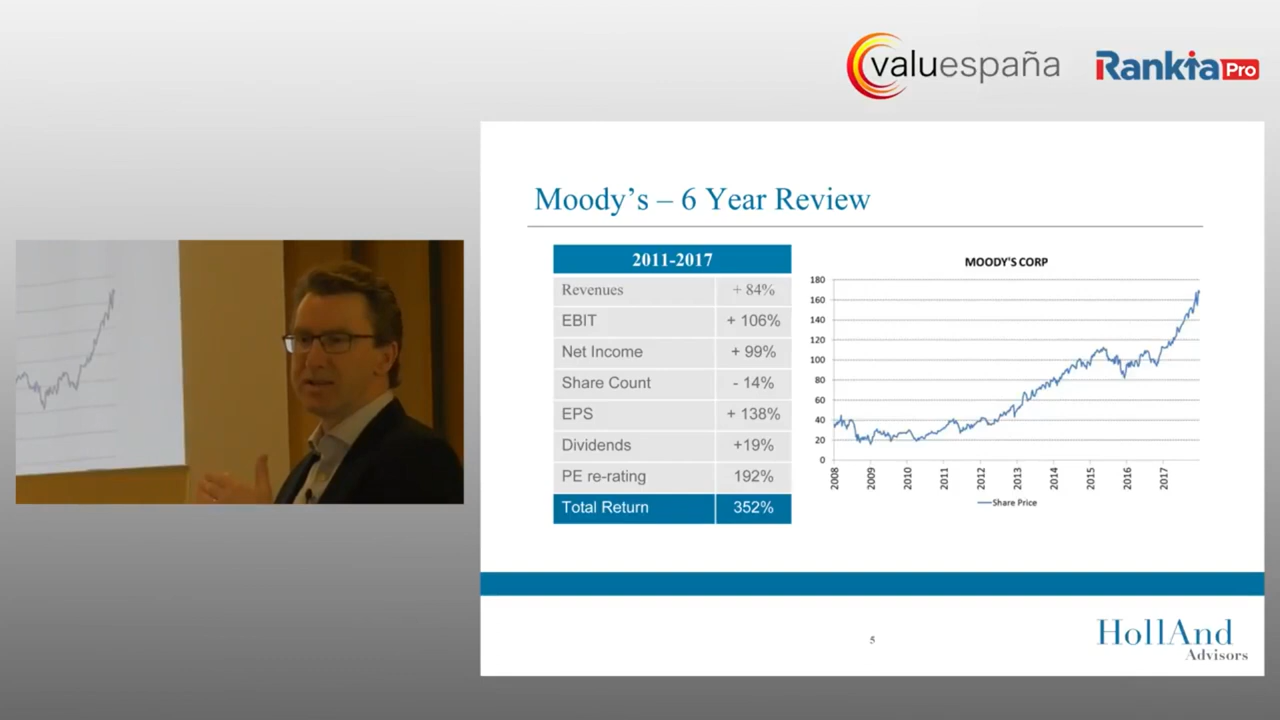 valuespaña
RankiaPro
Moody's – 6 Year Review
2011-2017
Revenues + 84%
EBIT + 106%
Net Income + 99%
Share Count - 14%
EPS + 138%
Dividends +19%
PE re-rating 192%
Total Return 352%
MOODY'S CORP
180
160
140
120
100
80
60
40
20
0
2008 2009 2010 2011 2012 2013 2014 2015 2016 2017
Share Price
5
HollAnd
Advisors